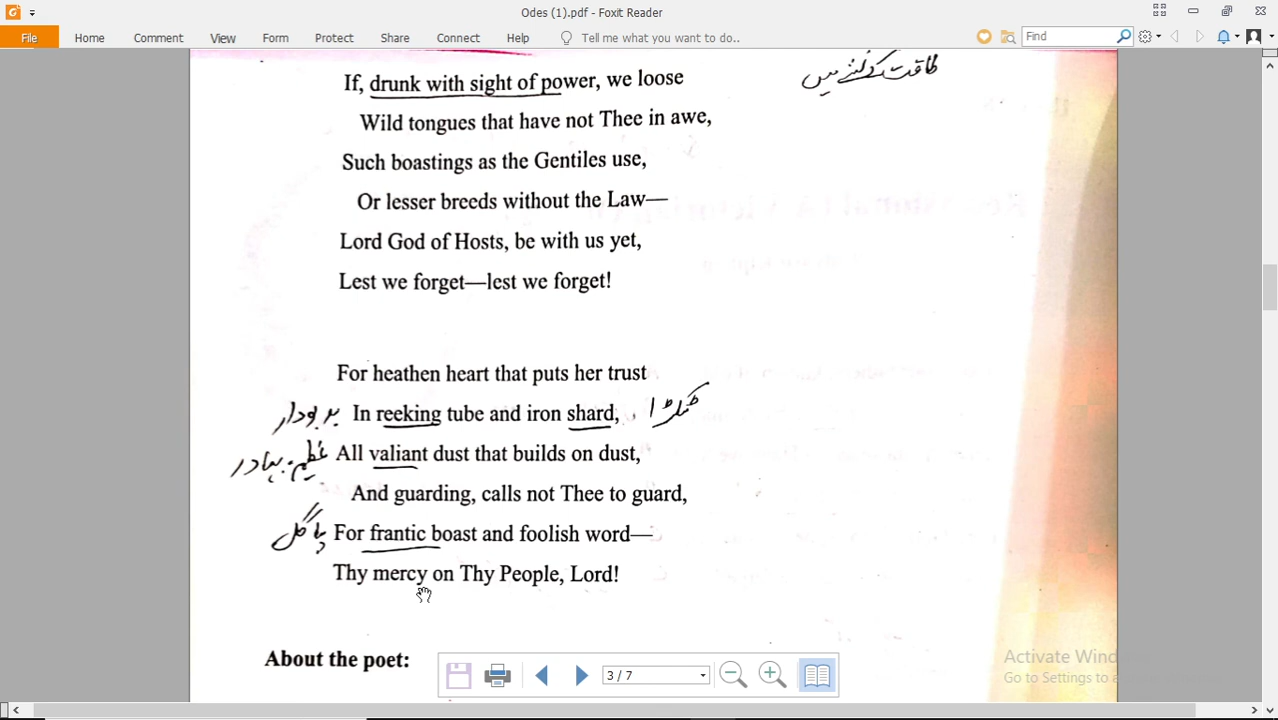 Odes (1).pdf - Foxit Reader
File Home Comment View Form Protect Share Connect Help Tell me what you want to do.. Find
If, drunk with sight of power, we loose طاقت کے نشے میں
Wild tongues that have not Thee in awe,
Such boastings as the Gentiles use,
Or lesser breeds without the Law—
Lord God of Hosts, be with us yet,
Lest we forget—lest we forget!
For heathen heart that puts her trust
بدبودار In reeking tube and iron shard, ٹکڑا
عظیم، بہادر All valiant dust that builds on dust,
And guarding, calls not Thee to guard,
پاگل For frantic boast and foolish word—
Thy mercy on Thy People, Lord!
About the poet:
3 / 7
Activate Wind
Go to Settings to a